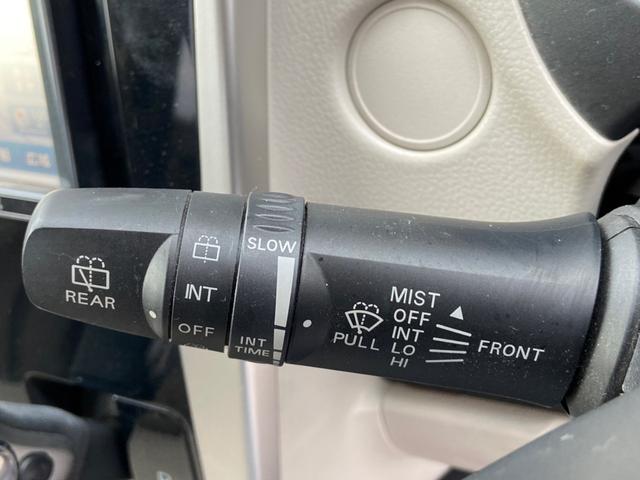 REAR
INT
OFF
SLOW
INT
TIME
PULL
MIST
OFF
INT
LO
HI
FRONT